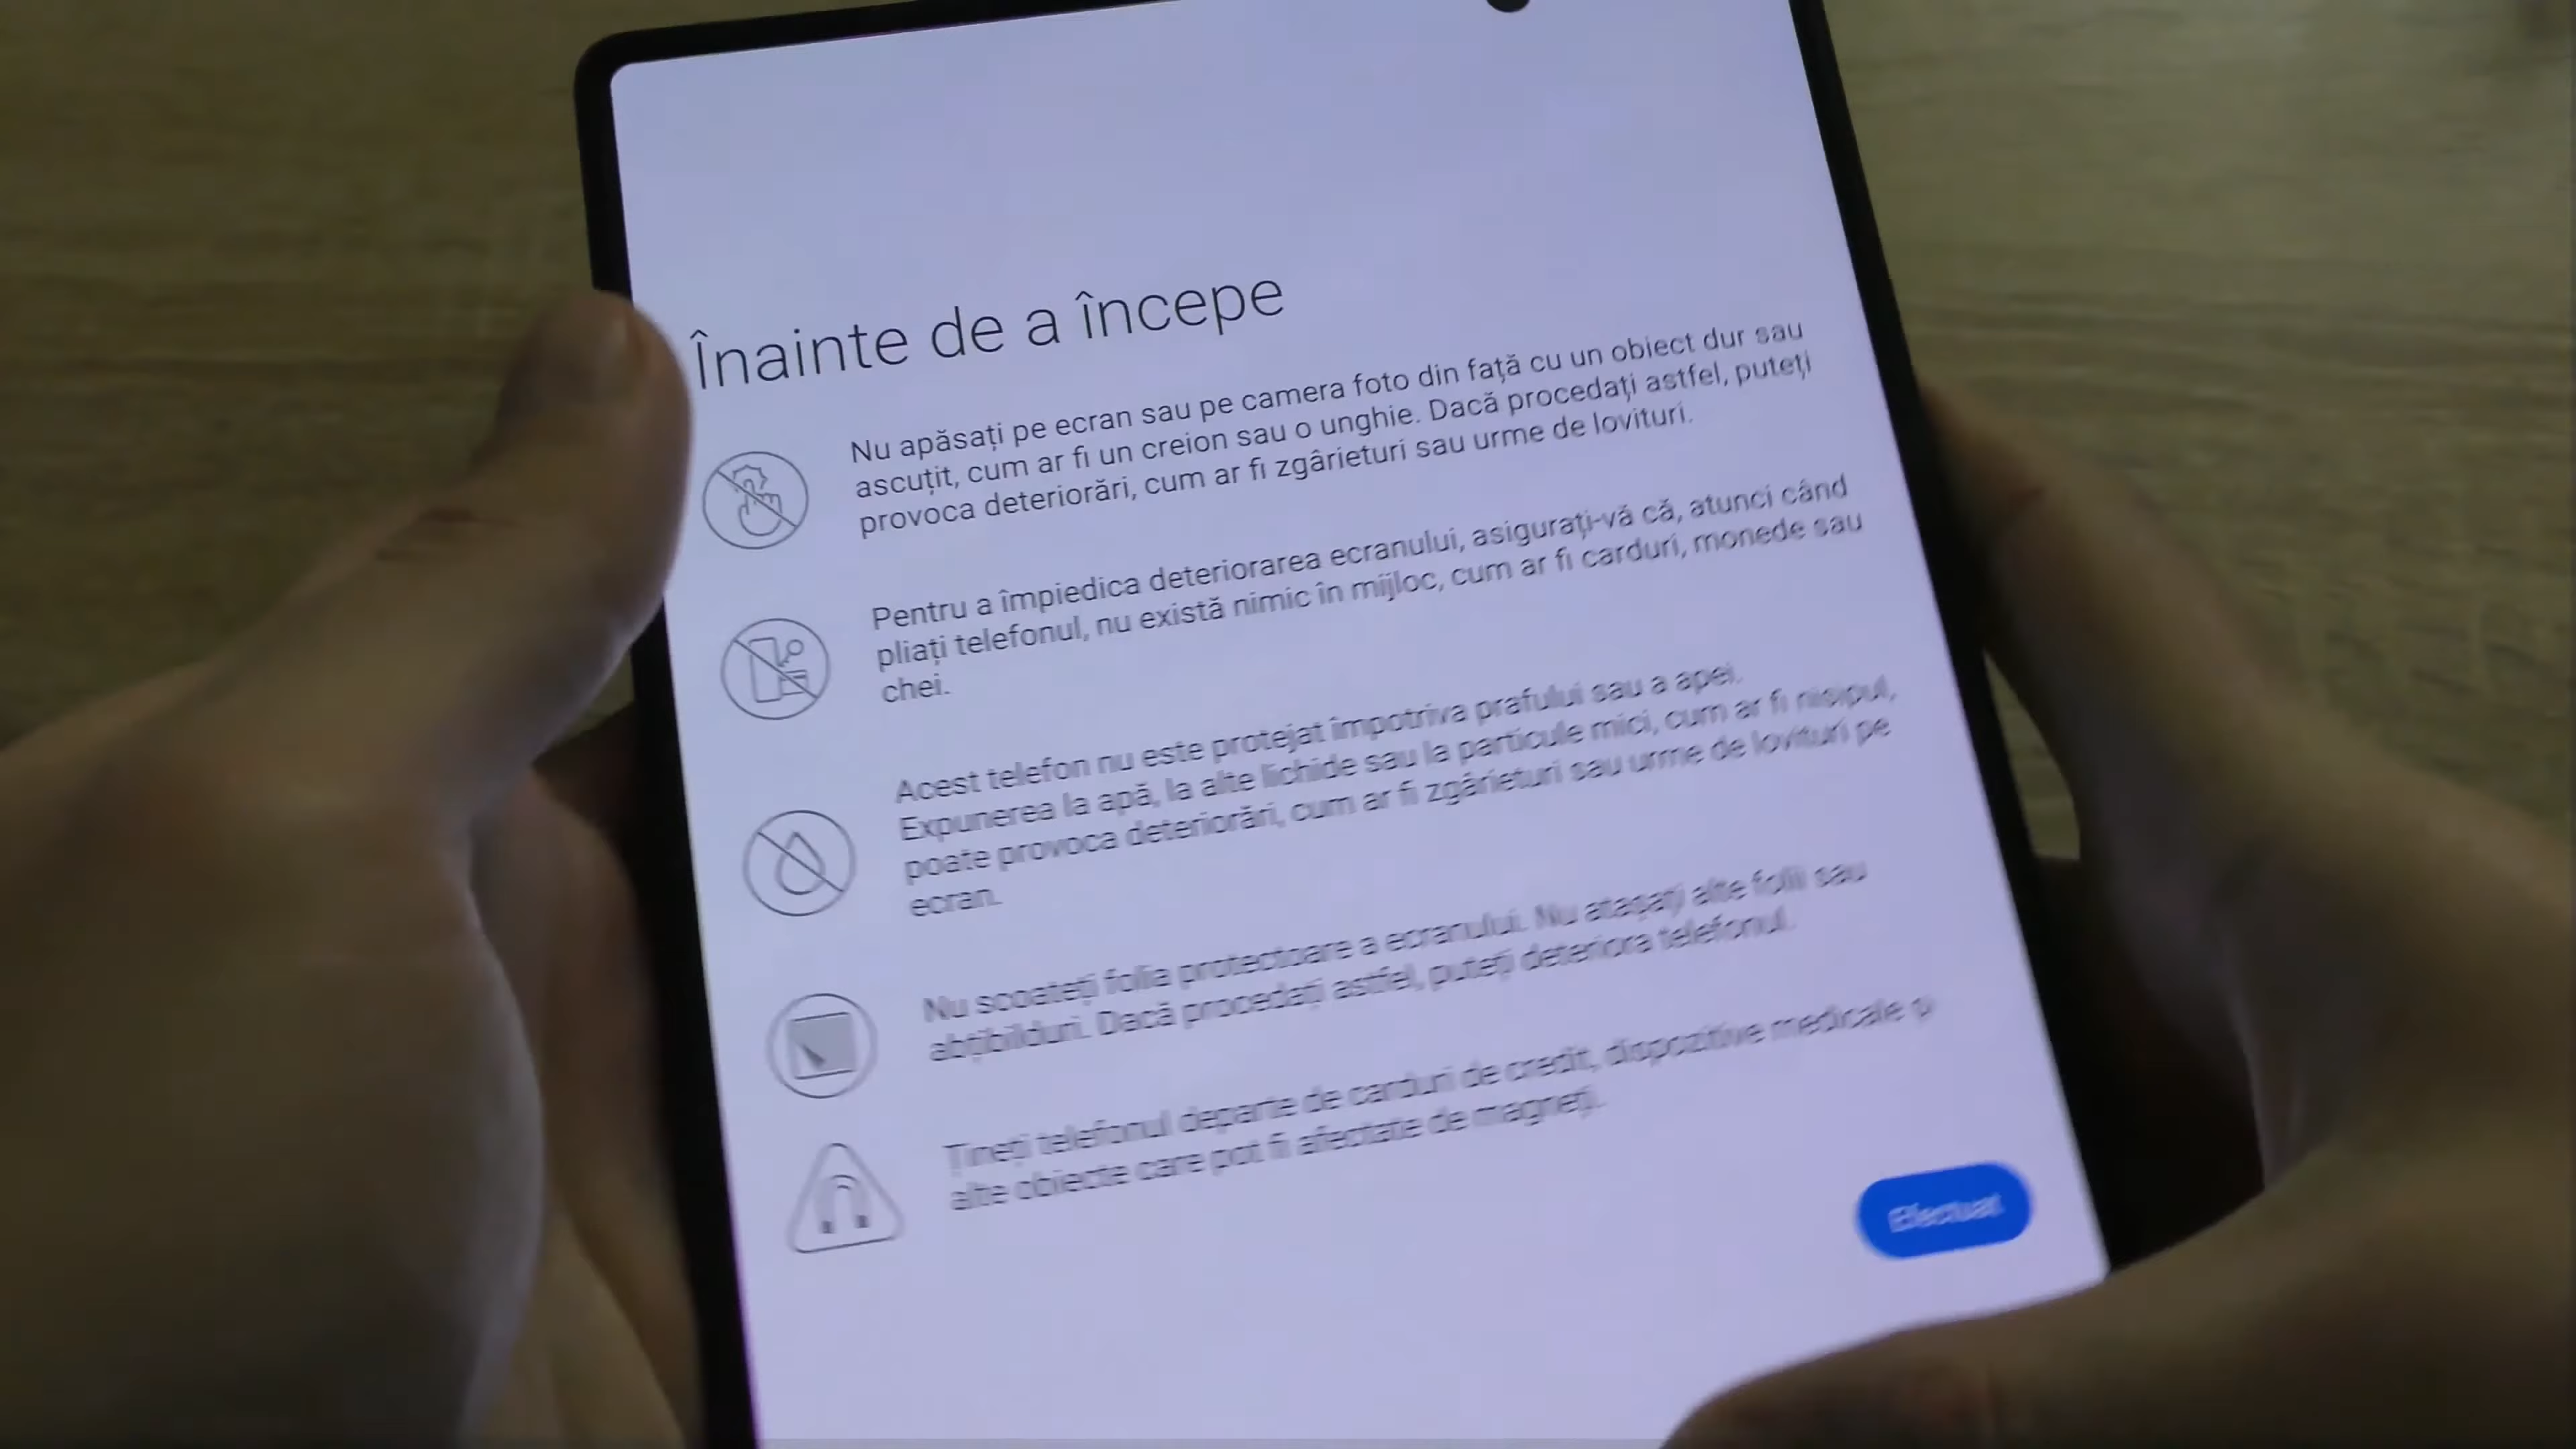 Înainte de a începe
Nu apăsați pe ecran sau pe camera foto din față cu un obiect dur sau
ascuțit, cum ar fi un creion sau o unghie. Dacă procedați astfel, puteți
provoca deteriorări, cum ar fi zgârieturi sau urme de lovituri.
Pentru a împiedica deteriorarea ecranului, asigurați-vă că, atunci când
pliați telefonul, nu există nimic în mijloc, cum ar fi carduri, monede sau
chei.
Acest telefon nu este protejat împotriva prafului sau a apei.
Expunerea la apă, la alte lichide sau la particule mici, cum ar fi nisipul,
poate provoca deteriorări, cum ar fi zgârieturi sau urme de lovituri pe
ecran.
Nu scoateți folia protectoare a ecranului. Nu atașați alte folii sau
abțibilduri. Dacă procedați astfel, puteți deteriora telefonul.
Țineți telefonul departe de carduri de credit, dispozitive medicale
alte obiecte care pot fi afectate de magneți.
Efectuat